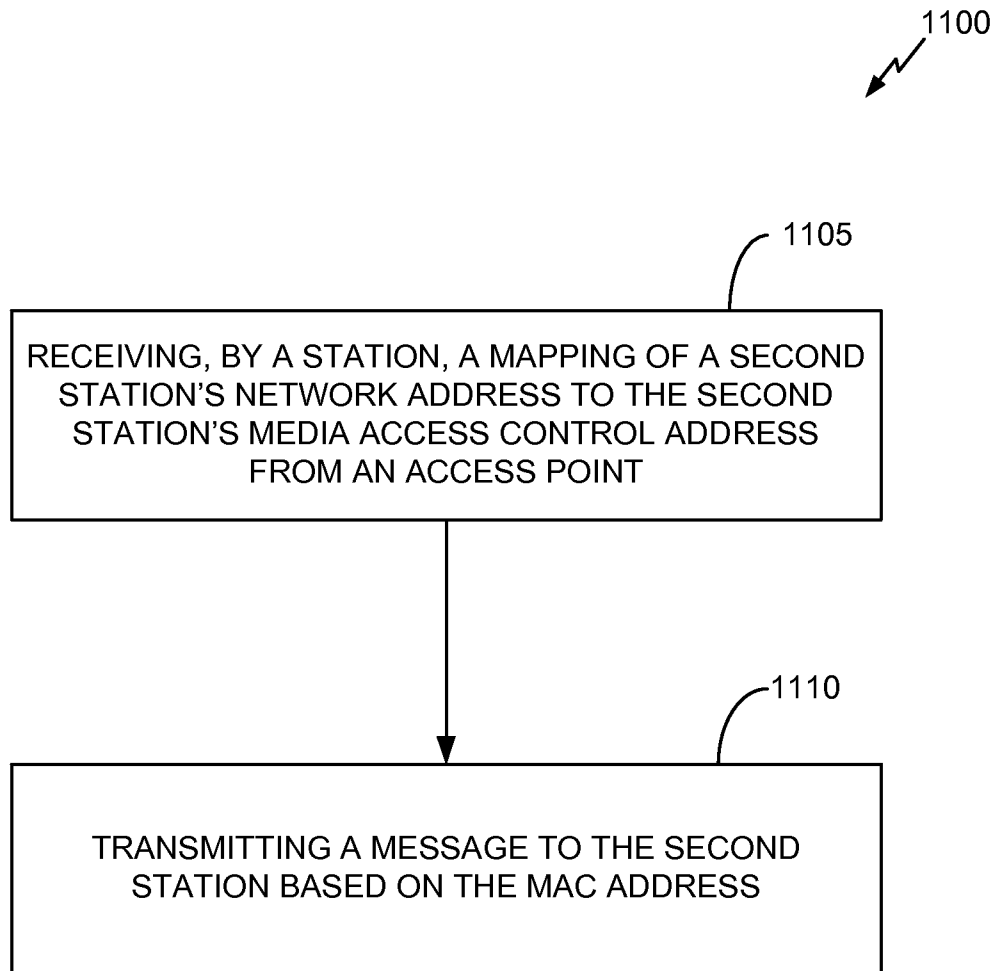 1100
1105
RECEIVING, BY A STATION, A MAPPING OF A SECOND
STATION’S NETWORK ADDRESS TO THE SECOND
STATION’S MEDIA ACCESS CONTROL ADDRESS
FROM AN ACCESS POINT
1110
TRANSMITTING A MESSAGE TO THE SECOND
STATION BASED ON THE MAC ADDRESS